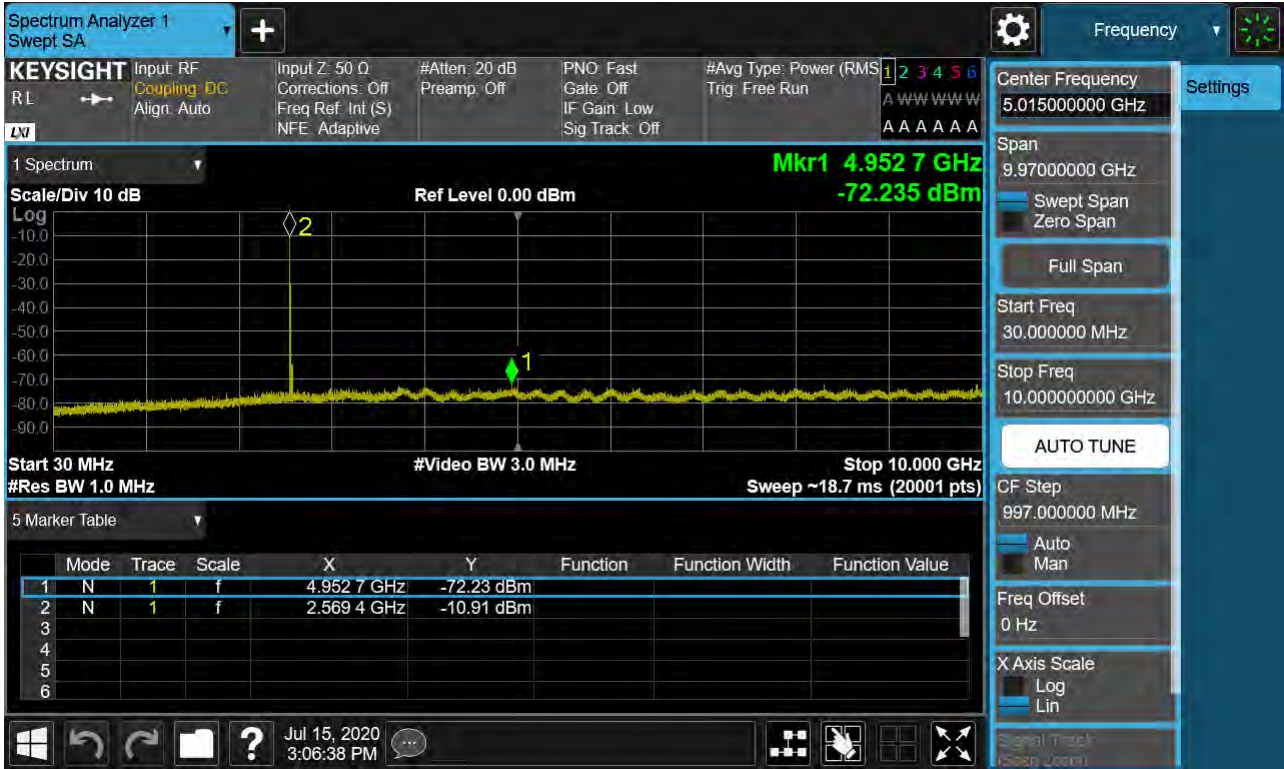 Spectrum Analyzer 1
Swept SA
+
Frequency
KEYSIGHT
R L
LXI
Input: RF
Coupling: DC
Align: Auto
Input Z: 50 Ω
Corrections: Off
Freq Ref: Int (S)
NFE: Adaptive
#Atten: 20 dB
Preamp: Off
PNO: Fast
Gate: Off
IF Gain: Low
Sig Track: Off
#Avg Type: Power (RMS
Trig: Free Run
1 2 3 4 5 6
A W W W W W
A A A A A A
1 Spectrum
Mkr1 4.952 7 GHz
-72.235 dBm
Scale/Div 10 dB
Ref Level 0.00 dBm
Log
-10.0
-20.0
-30.0
-40.0
-50.0
-60.0
-70.0
-80.0
-90.0
2
1
Start 30 MHz
#Video BW 3.0 MHz
Stop 10.000 GHz
#Res BW 1.0 MHz
Sweep ~18.7 ms (20001 pts)
5 Marker Table
Mode Trace Scale X Y Function Function Width Function Value
1 N 1 f 4.952 7 GHz -72.23 dBm
2 N 1 f 2.569 4 GHz -10.91 dBm
3
4
5
6
Center Frequency
5.015000000 GHz
Settings
Span
9.97000000 GHz
Swept Span
Zero Span
Full Span
Start Freq
30.000000 MHz
Stop Freq
10.000000000 GHz
AUTO TUNE
CF Step
997.000000 MHz
Auto
Man
Freq Offset
0 Hz
X Axis Scale
Log
Lin
Signal Track
(Span Zoom)
?
Jul 15, 2020
3:06:38 PM